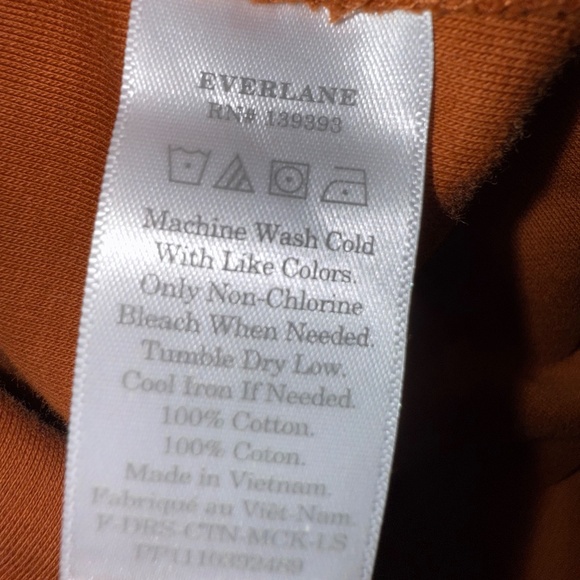 EVERLANE
RN# 139393
Machine Wash Cold
With Like Colors.
Only Non-Chlorine
Bleach When Needed.
Tumble Dry Low.
Cool Iron If Needed.
100% Cotton.
100% Coton.
Made in Vietnam.
Fabriqué au Viêt-Nam.
F-DRS-CTN-MCK-LS